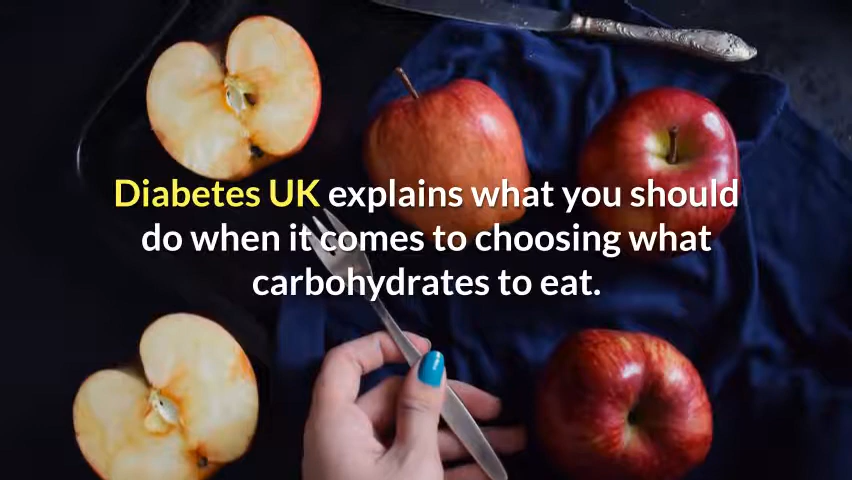 Diabetes UK explains what you should
do when it comes to choosing what
carbohydrates to eat.